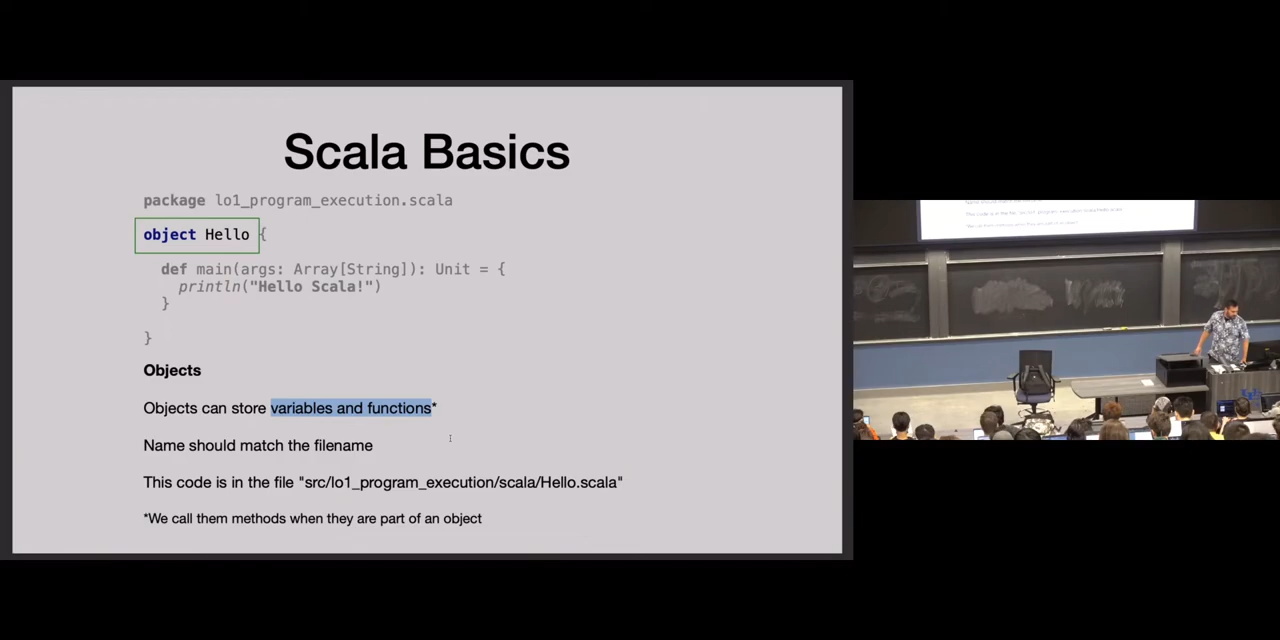 Scala Basics
package lo1_program_execution.scala
object Hello {
def main(args: Array[String]): Unit = {
println("Hello Scala!")
}
}
Objects
Objects can store variables and functions*
Name should match the filename
This code is in the file "src/lo1_program_execution/scala/Hello.scala"
*We call them methods when they are part of an object